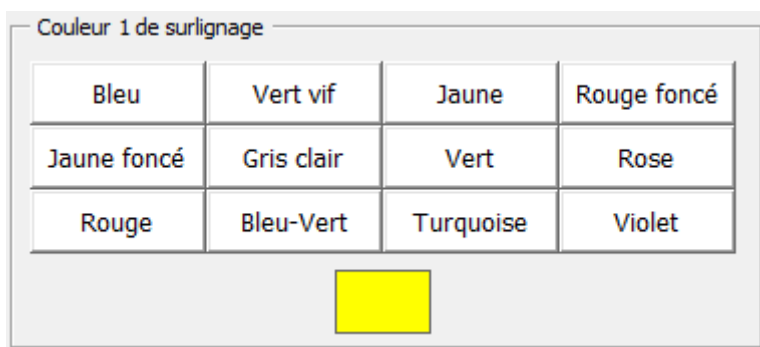 Couleur 1 de surlignage
Bleu Vert vif Jaune Rouge foncé
Jaune foncé Gris clair Vert Rose
Rouge Bleu-Vert Turquoise Violet